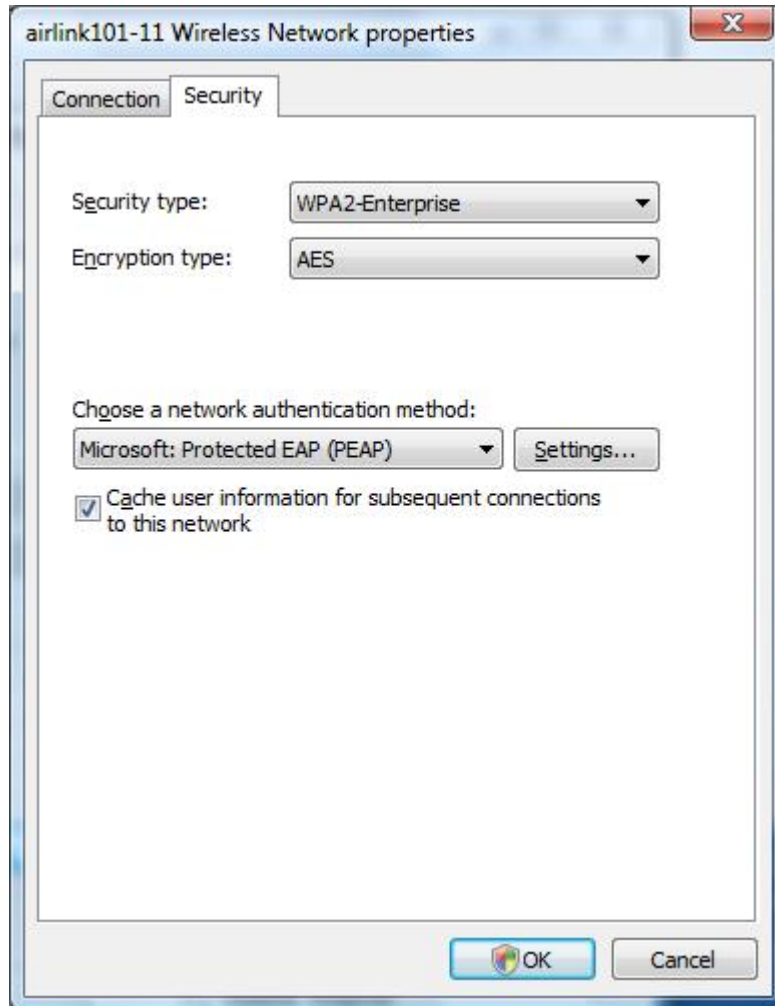 airlink101-11 Wireless Network properties
Connection
Security
Security type:
WPA2-Enterprise
Encryption type:
AES
Choose a network authentication method:
Microsoft: Protected EAP (PEAP)
Settings...
Cache user information for subsequent connections
to this network
OK
Cancel